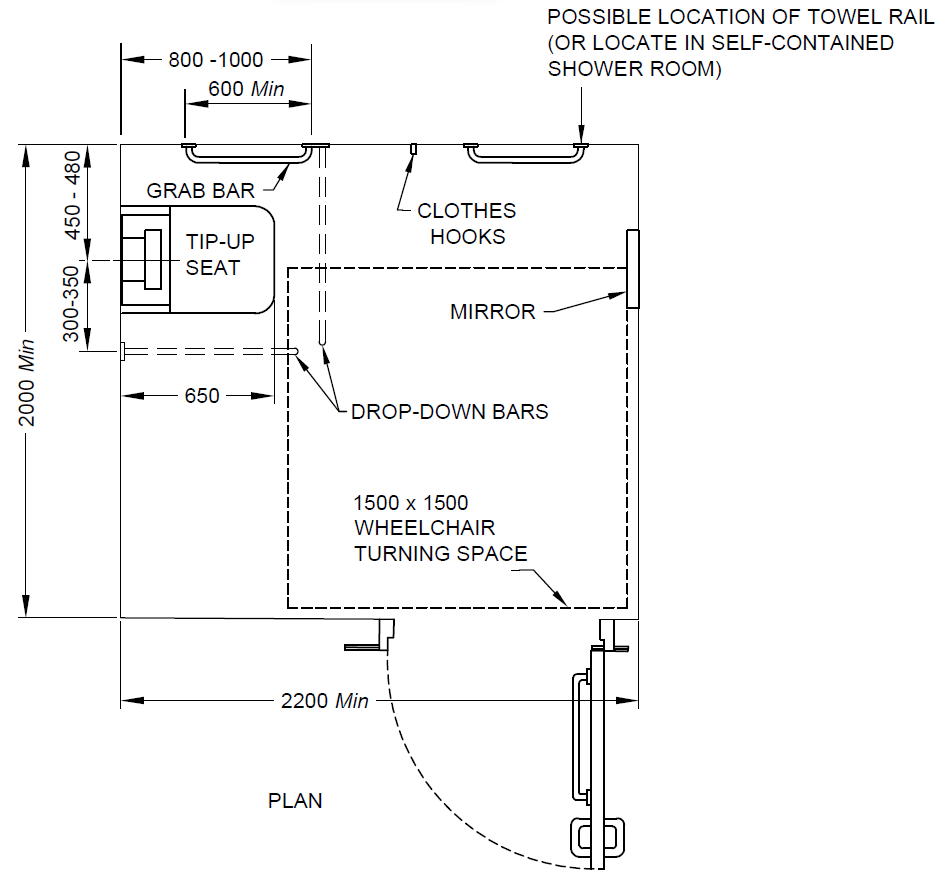 POSSIBLE LOCATION OF TOWEL RAIL
(OR LOCATE IN SELF-CONTAINED
SHOWER ROOM)
800 -1000
600 Min
GRAB BAR
CLOTHES
HOOKS
450 - 480
TIP-UP
SEAT
300-350
MIRROR
2000 Min
650
DROP-DOWN BARS
1500 x 1500
WHEELCHAIR
TURNING SPACE
2200 Min
PLAN